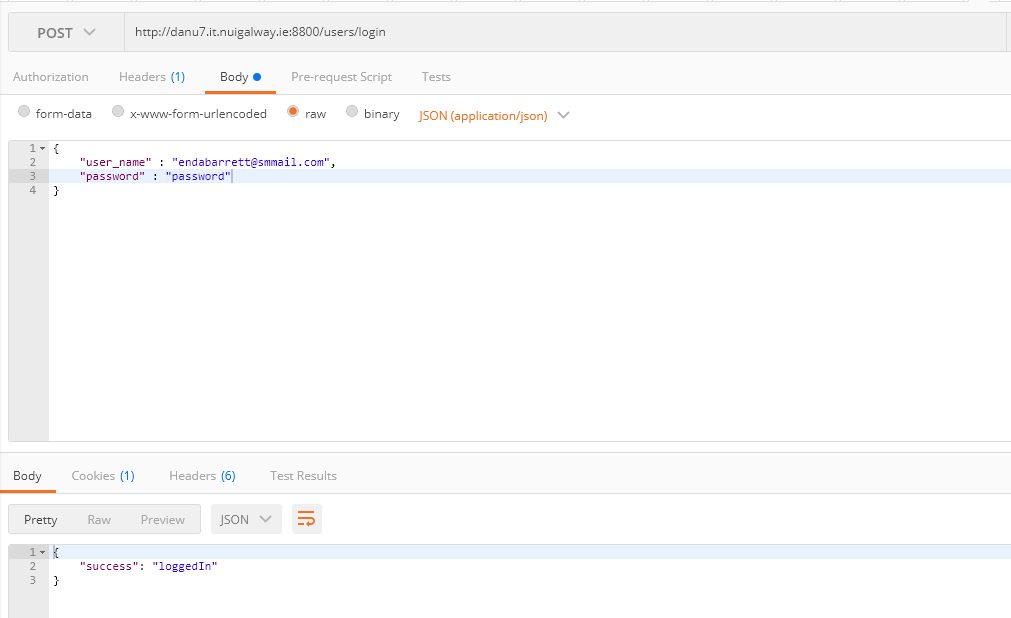 POST http://danu7.it.nuigalway.ie:8800/users/login
Authorization Headers (1) Body Pre-request Script Tests
form-data x-www-form-urlencoded raw binary JSON (application/json)
1 {
2 "user_name" : "endabarrett@smmail.com",
3 "password" : "password"
4 }
Body Cookies (1) Headers (6) Test Results
Pretty Raw Preview JSON
1 {
2 "success": "loggedIn"
3 }